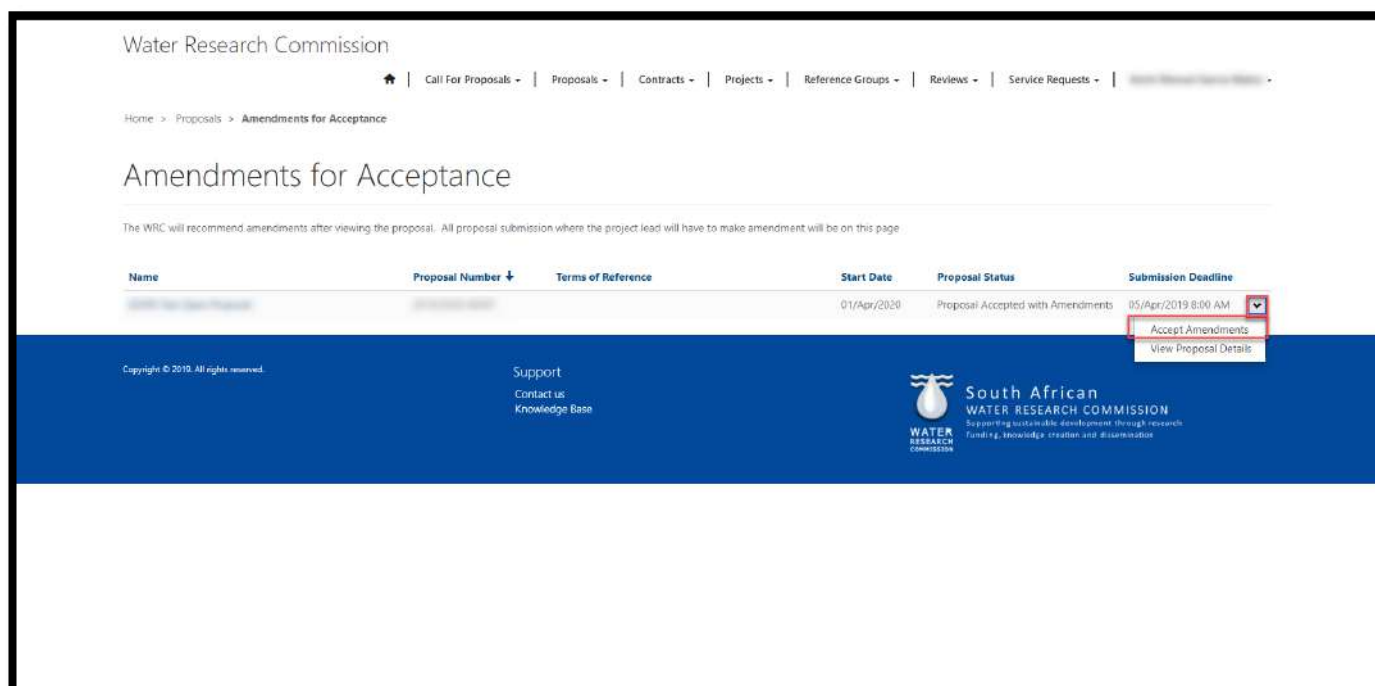 Water Research Commission
Call For Proposals | Proposals | Contracts | Projects | Reference Groups | Reviews | Service Requests |
Home > Proposals > Amendments for Acceptance
Amendments for Acceptance
The WRC will recommend amendments after viewing the proposal. All proposal submission where the project lead will have to make amendment will be on this page
Name Proposal Number Terms of Reference Start Date Proposal Status Submission Deadline
01/Apr/2020 Proposal Accepted with Amendments 05/Apr/2019 8:00 AM
Accept Amendments
View Proposal Details
Copyright © 2019. All rights reserved.
Support
Contact us
Knowledge Base
WATER
RESEARCH
COMMISSION
South African
WATER RESEARCH COMMISSION
Supporting sustainable development through research
funding, knowledge creation and dissemination